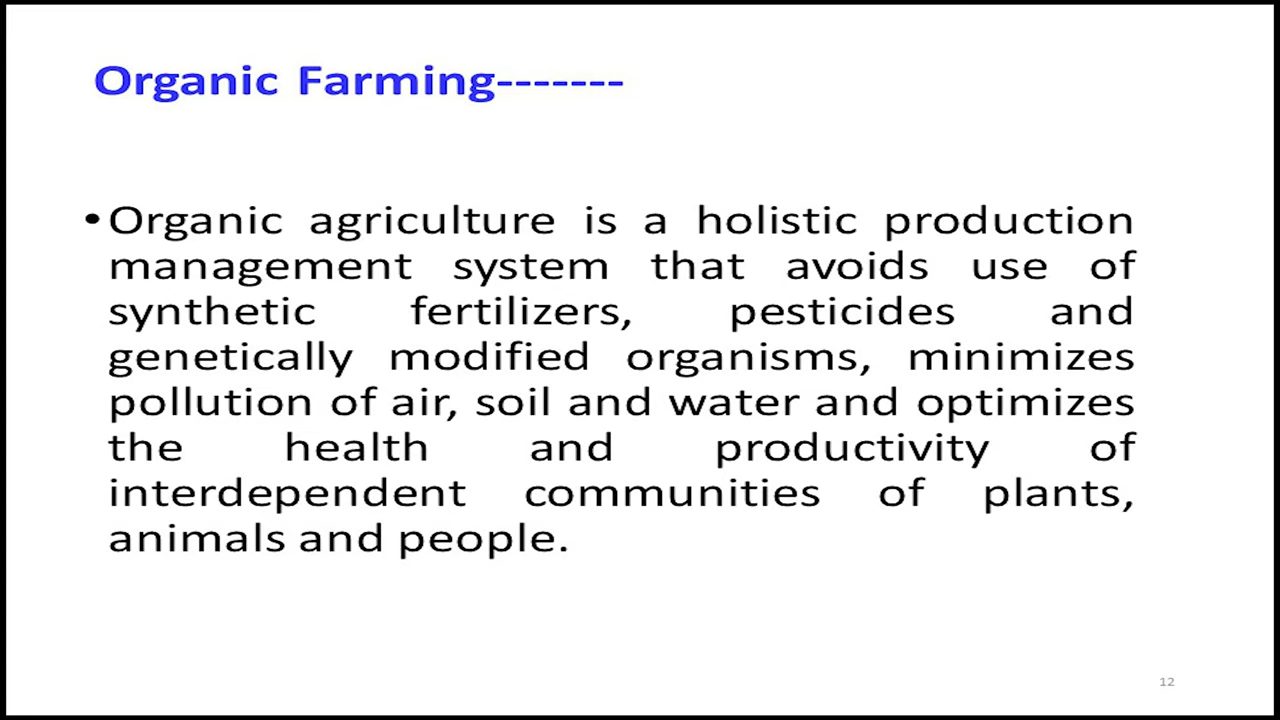 Organic Farming-------
•Organic agriculture is a holistic production
management system that avoids use of
synthetic fertilizers, pesticides and
genetically modified organisms, minimizes
pollution of air, soil and water and optimizes
the health and productivity of
interdependent communities of plants,
animals and people.
12